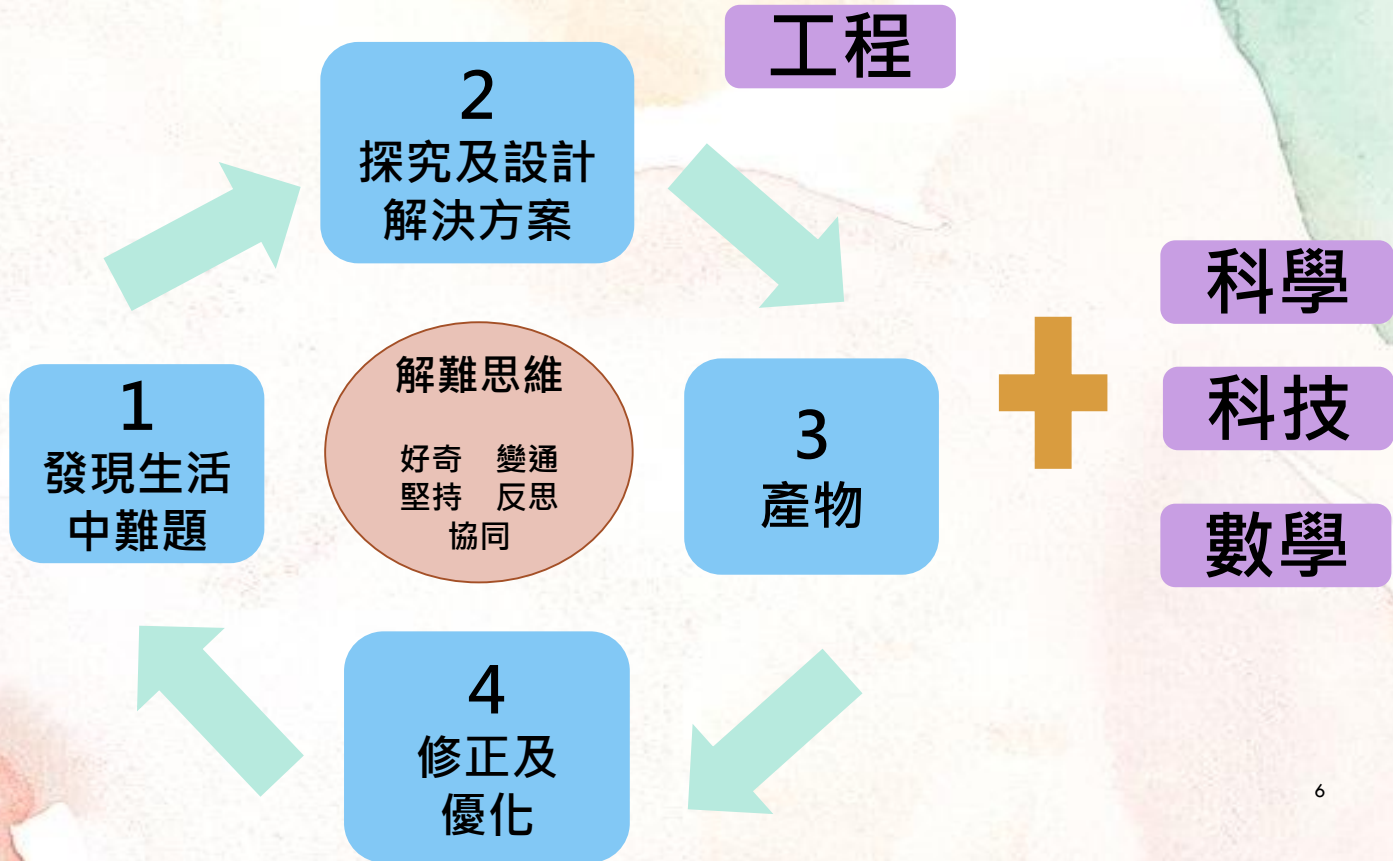 工程
2
探究及設計
解決方案
1
發現生活
中難題
解難思維
好奇 變通
堅持 反思
協同
3
產物
科學
科技
數學
4
修正及
優化
6